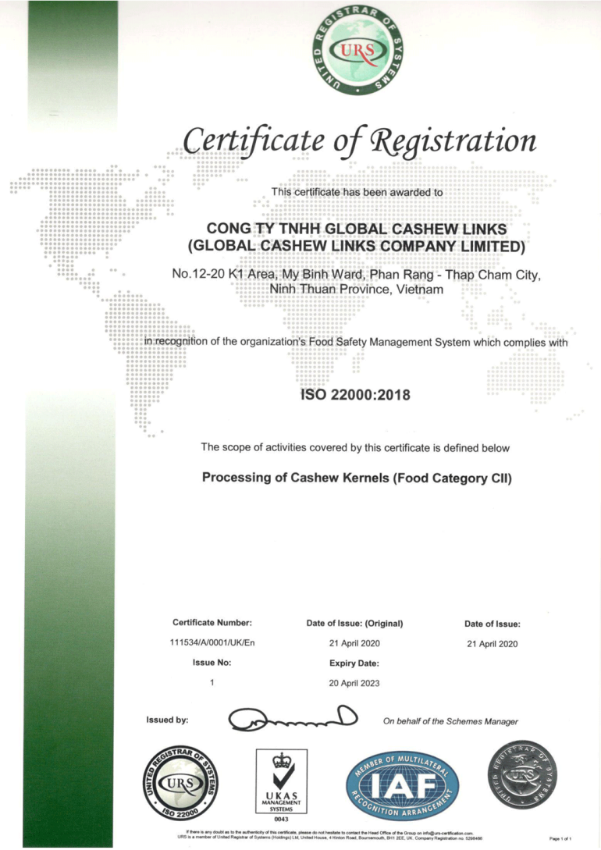 UNITED REGISTRAR OF SYSTEMS
URS
Certificate of Registration
This certificate has been awarded to
CONG TY TNHH GLOBAL CASHEW LINKS
(GLOBAL CASHEW LINKS COMPANY LIMITED)
No.12-20 K1 Area, My Binh Ward, Phan Rang - Thap Cham City,
Ninh Thuan Province, Vietnam
in recognition of the organization's Food Safety Management System which complies with
ISO 22000:2018
The scope of activities covered by this certificate is defined below
Processing of Cashew Kernels (Food Category CII)
Certificate Number: Date of Issue: (Original) Date of Issue:
111534/A/0001/UK/En 21 April 2020 21 April 2020
Issue No: Expiry Date:
1 20 April 2023
Issued by: On behalf of the Schemes Manager
UNITED REGISTRAR OF SYSTEMS
URS
ISO 22000
UKAS
MANAGEMENT
SYSTEMS
0043
MEMBER OF MULTILATERAL
IAF
RECOGNITION ARRANGEMENT
UNITED REGISTRAR OF SYSTEMS
URS
If there is any doubt as to the authenticity of this certificate, please do not hesitate to contact the Head Office of the Group on info@urs-certification.com.
URS is a member of United Registrar of Systems (Holdings) Ltd, United House, 4 Hinton Road, Bournemouth, BH1 2EE, UK. Company Registration no.
Page 1 of 1